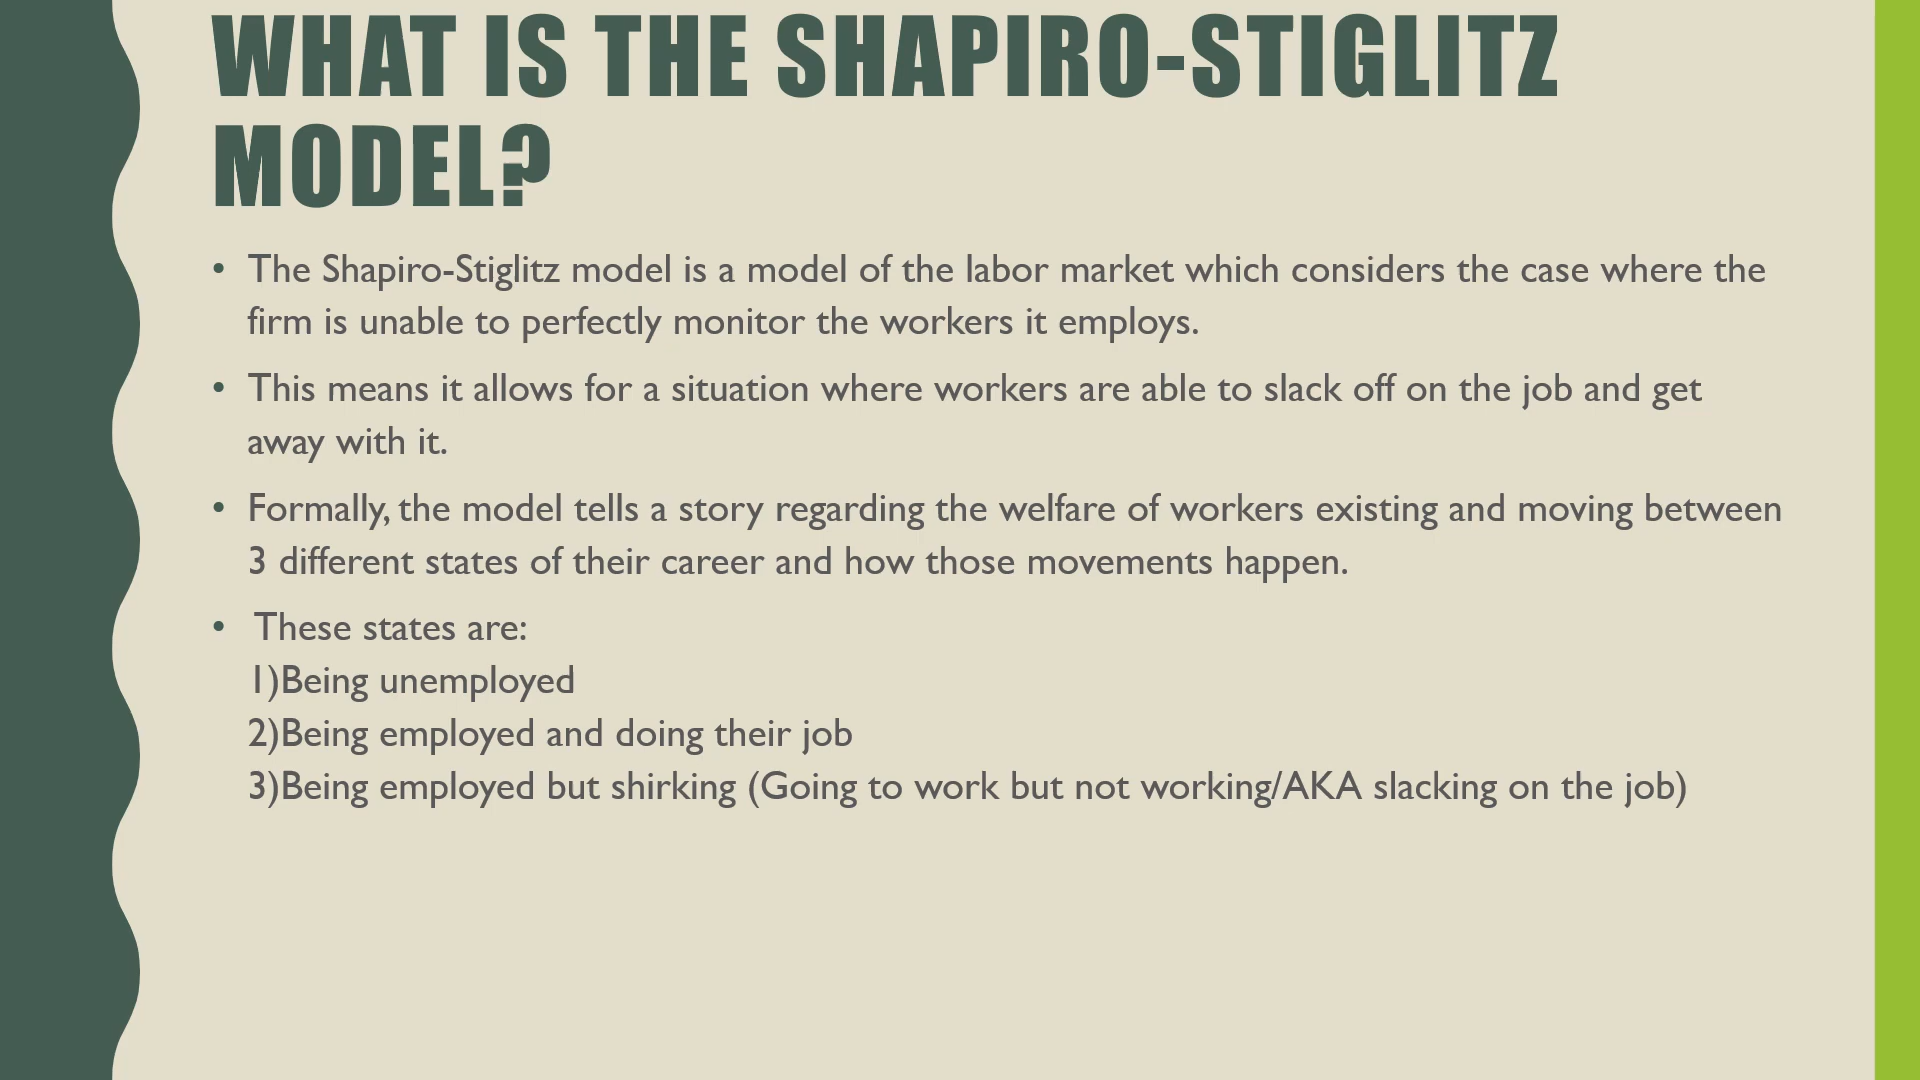 WHAT IS THE SHAPIRO-STIGLITZ
MODEL?
• The Shapiro-Stiglitz model is a model of the labor market which considers the case where the
firm is unable to perfectly monitor the workers it employs.
• This means it allows for a situation where workers are able to slack off on the job and get
away with it.
• Formally, the model tells a story regarding the welfare of workers existing and moving between
3 different states of their career and how those movements happen.
• These states are:
1)Being unemployed
2)Being employed and doing their job
3)Being employed but shirking (Going to work but not working/AKA slacking on the job)